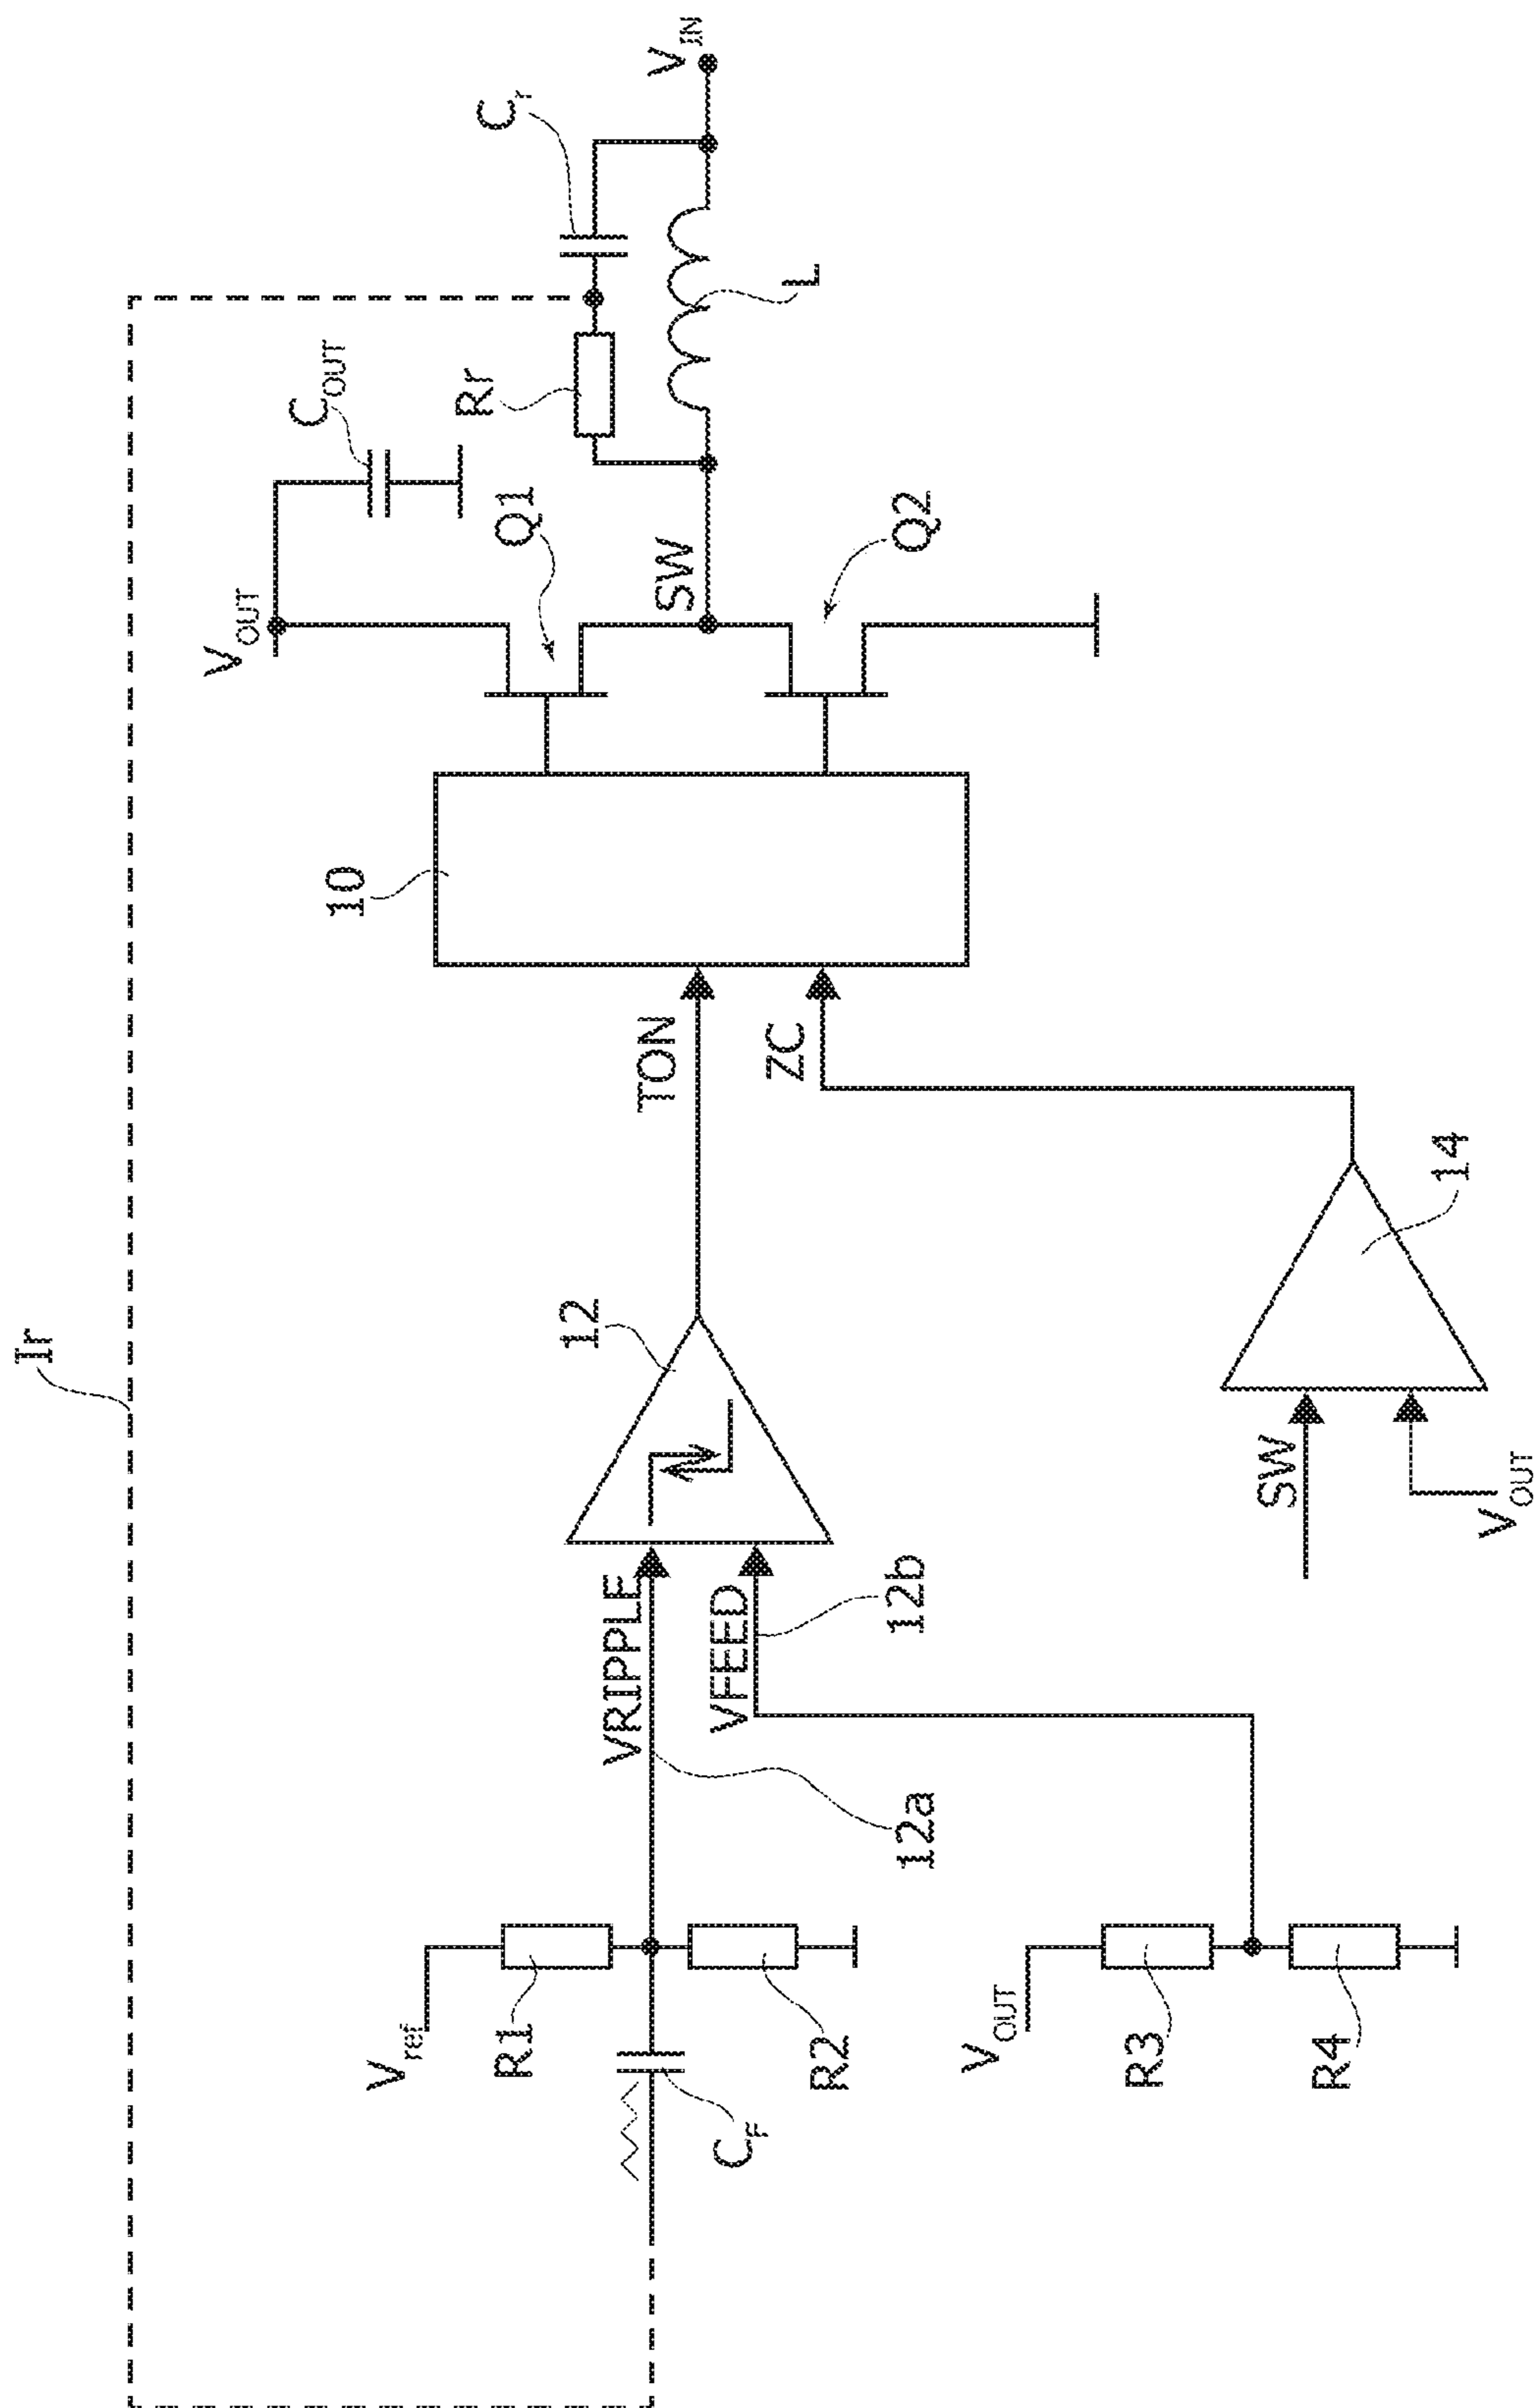 Ir
V_OUT
C_OUT
C_r
V_IN
Rr
L
Q1
SW
Q2
10
TON
ZC
12
VRIPPLE
VFEED
12b
12a
V_ref
R1
R2
C_F
V_OUT
R3
R4
SW
V_OUT
14